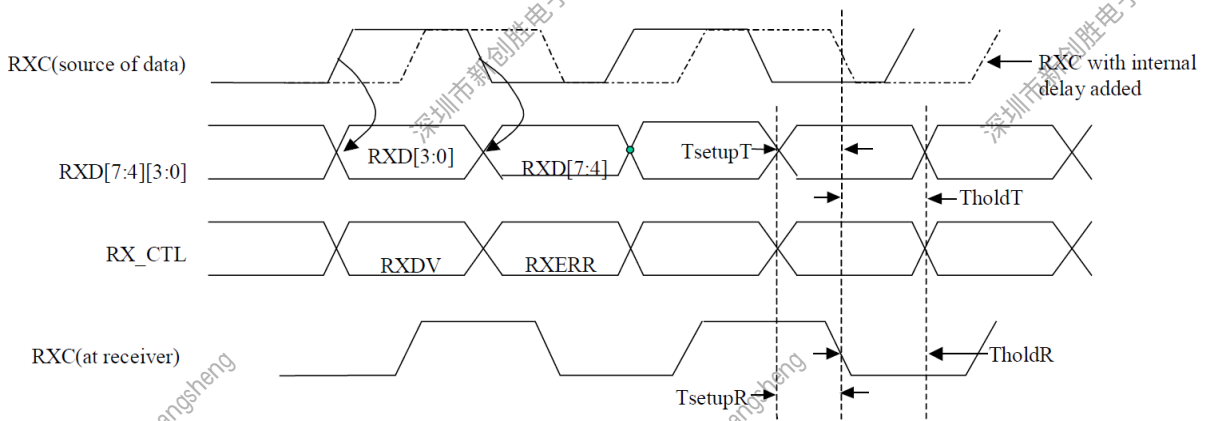 深圳市新创胜电子
深圳市新创胜电子
RXC(source of data)
RXC with internal
delay added
RXD[7:4][3:0]
RXD[3:0]
RXD[7:4]
TsetupT
TholdT
RX_CTL
RXDV
RXERR
RXC(at receiver)
TholdR
TsetupR
angsheng
angsheng